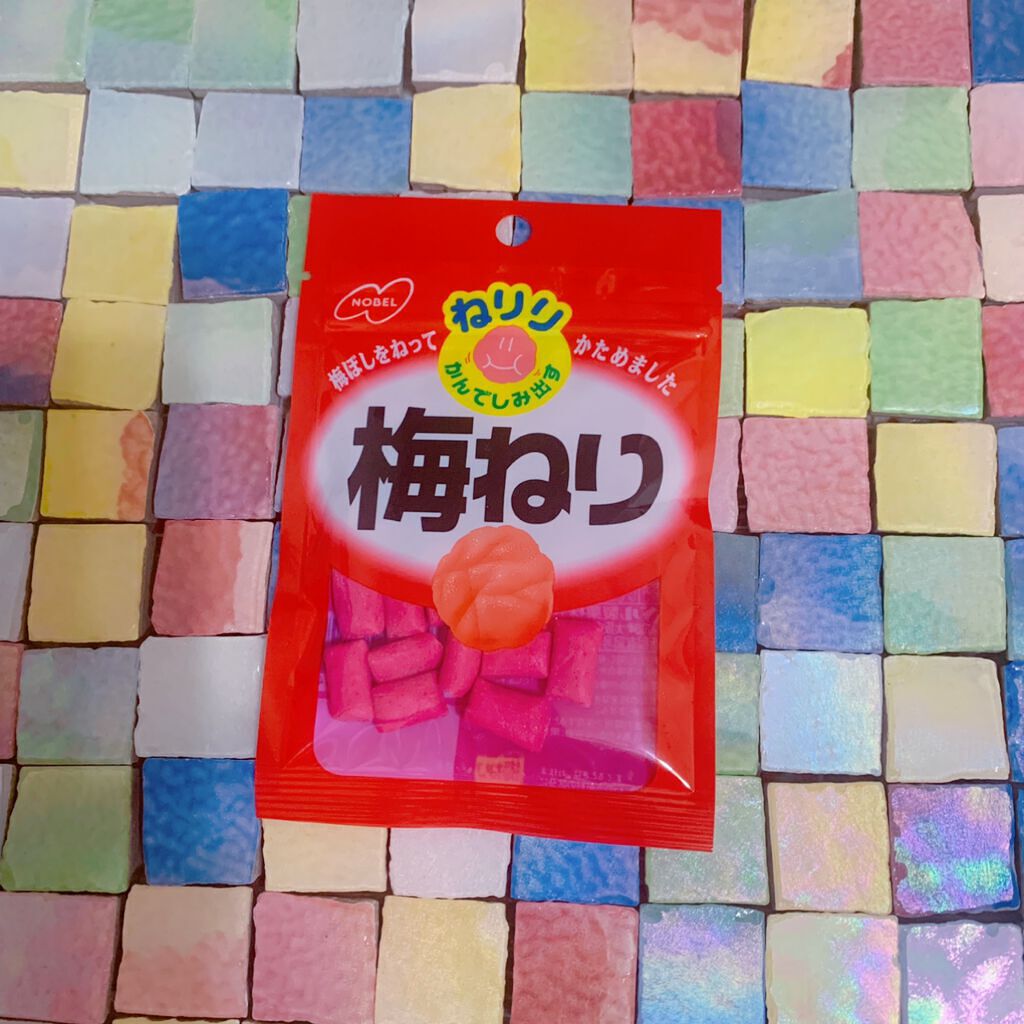 NOBEL
ねりり
梅ぼしをねって
かためました
かんでしみ出す
梅ねり